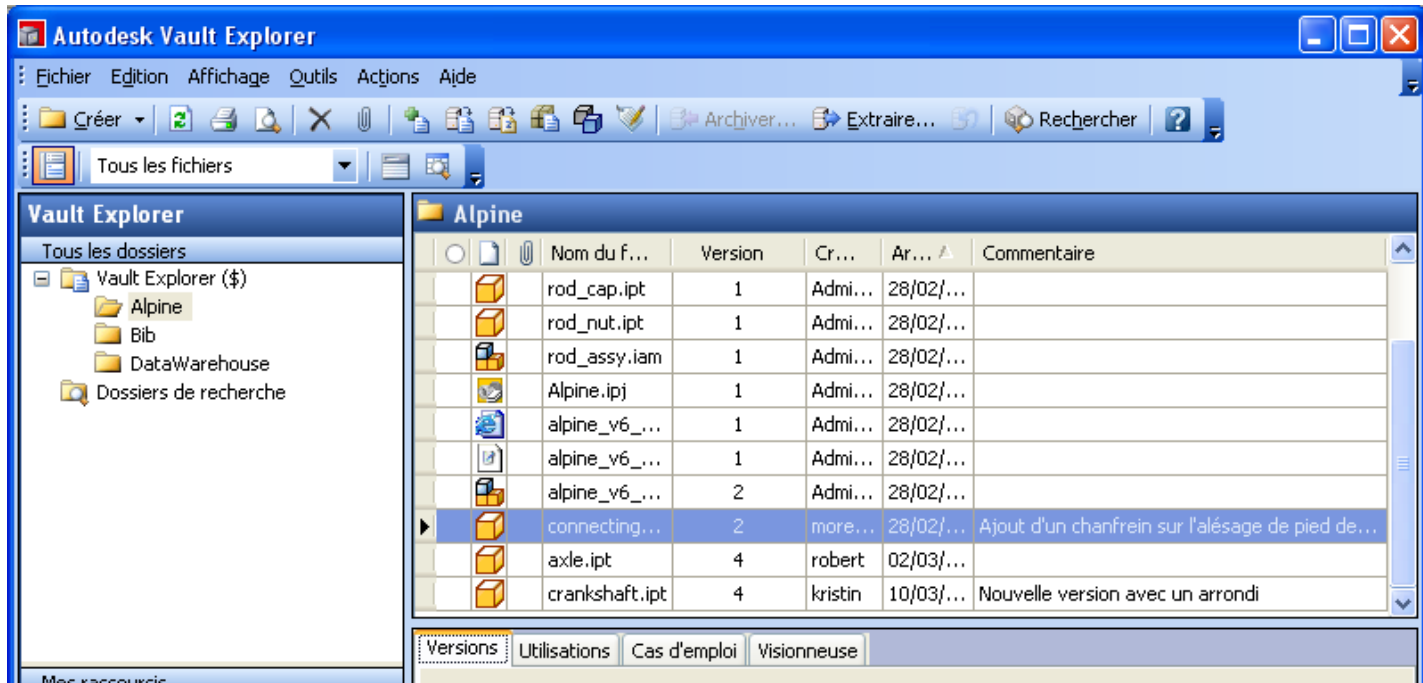 Autodesk Vault Explorer
Fichier Edition Affichage Outils Actions Aide
Créer Archiver... Extraire... Rechercher
Tous les fichiers
Vault Explorer
Tous les dossiers
Vault Explorer ($)
Alpine
Bib
DataWarehouse
Dossiers de recherche
Mes raccourcis
Alpine
Nom du f... Version Cr... Ar... Commentaire
rod_cap.ipt 1 Admi... 28/02/...
rod_nut.ipt 1 Admi... 28/02/...
rod_assy.iam 1 Admi... 28/02/...
Alpine.ipj 1 Admi... 28/02/...
alpine_v6_... 1 Admi... 28/02/...
alpine_v6_... 1 Admi... 28/02/...
alpine_v6_... 2 Admi... 28/02/...
connecting... 2 more... 28/02/... Ajout d'un chanfrein sur l'alésage de pied de...
axle.ipt 4 robert 02/03/...
crankshaft.ipt 4 kristin 10/03/... Nouvelle version avec un arrondi
Versions Utilisations Cas d'emploi Visionneuse